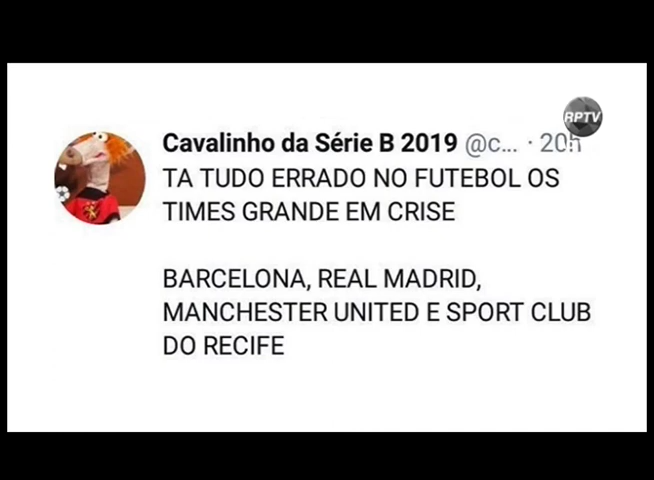 RPTV
Cavalinho da Série B 2019 @c... · 20h
TA TUDO ERRADO NO FUTEBOL OS
TIMES GRANDE EM CRISE
BARCELONA, REAL MADRID,
MANCHESTER UNITED E SPORT CLUB
DO RECIFE